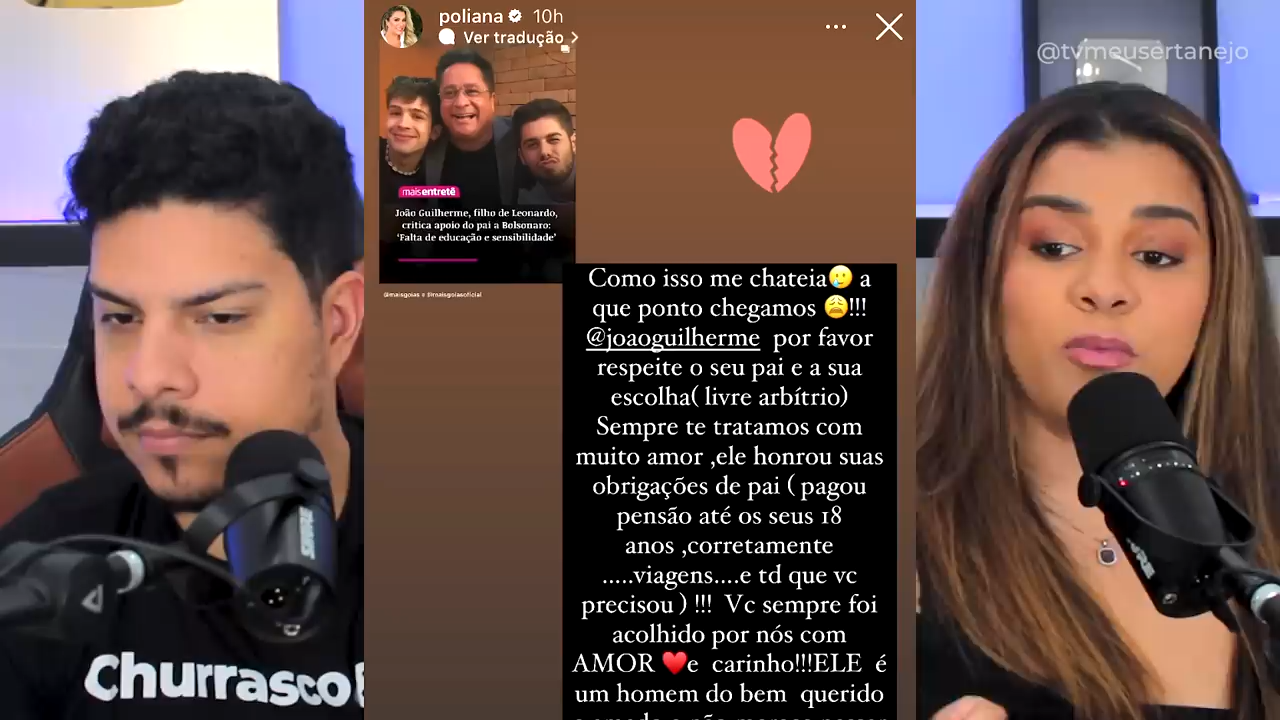 poliana 10h
Ver tradução
@tvmeusertanejo
maisentretê
João Guilherme, filho de Leonardo,
critica apoio do pai a Bolsonaro:
'Falta de educação e sensibilidade'
@maisgoias e @maisgoiasoficial
Como isso me chateia🥲 a
que ponto chegamos 😩!!!
@joaoguilherme por favor
respeite o seu pai e a sua
escolha( livre arbítrio)
Sempre te tratamos com
muito amor ,ele honrou suas
obrigações de pai ( pagou
pensão até os seus 18
anos ,corretamente
.....viagens....e td que vc
precisou ) !!! Vc sempre foi
acolhido por nós com
AMOR ❤️e carinho!!!ELE é
um homem do bem querido
Churrasco